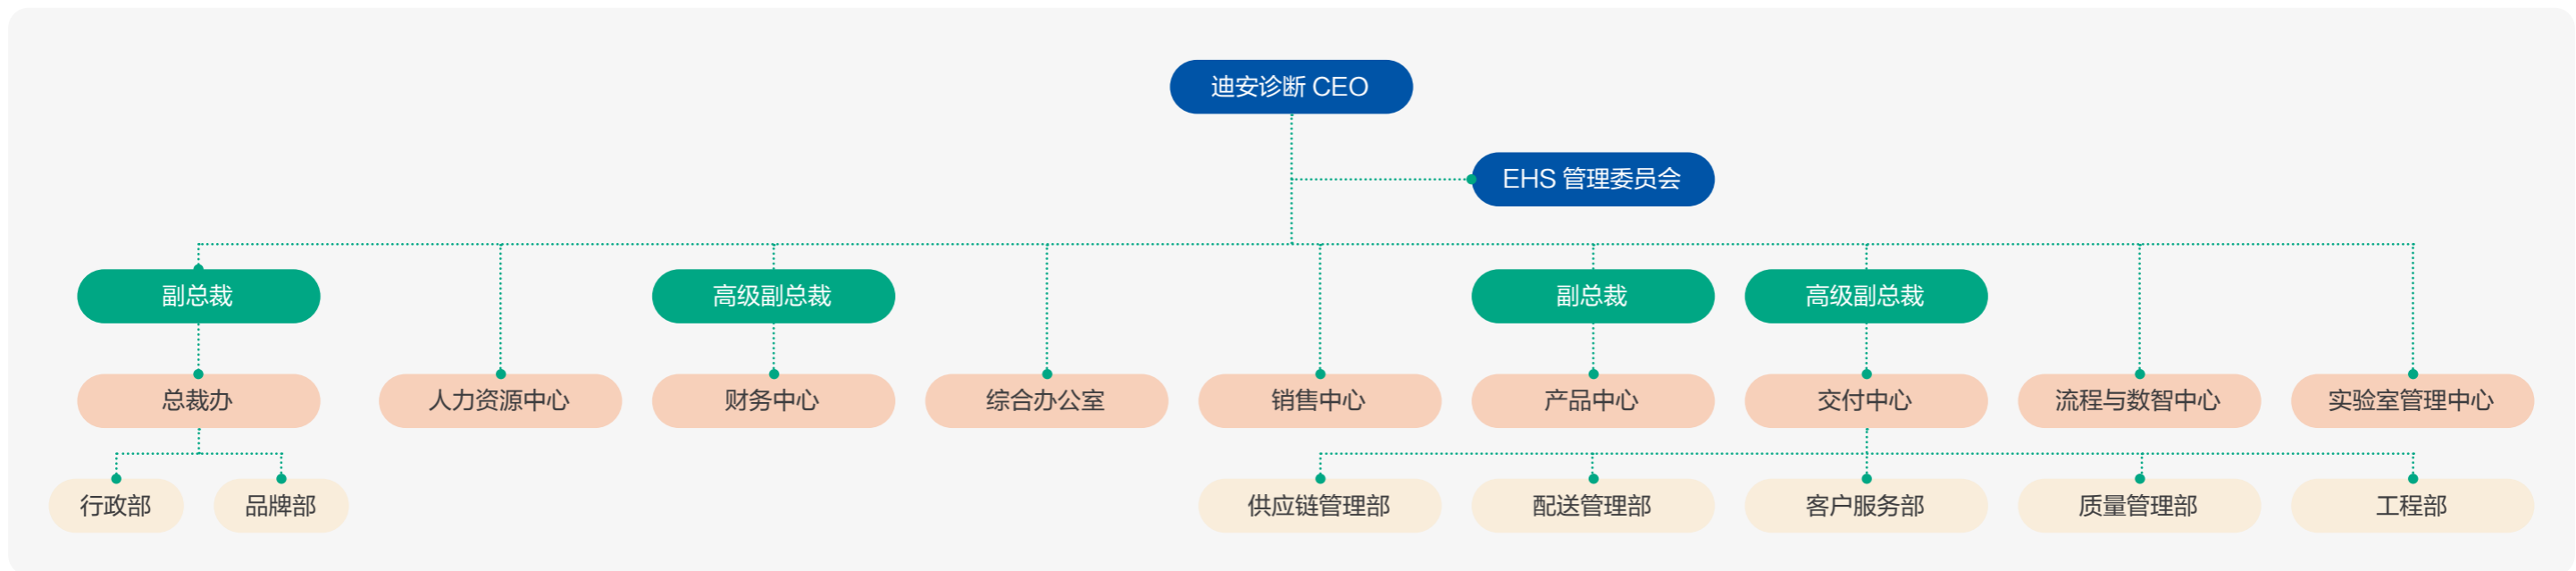 迪安诊断 CEO
EHS 管理委员会
副总裁
高级副总裁
副总裁
高级副总裁
总裁办
人力资源中心
财务中心
综合办公室
销售中心
产品中心
交付中心
流程与数智中心
实验室管理中心
行政部
品牌部
供应链管理部
配送管理部
客户服务部
质量管理部
工程部